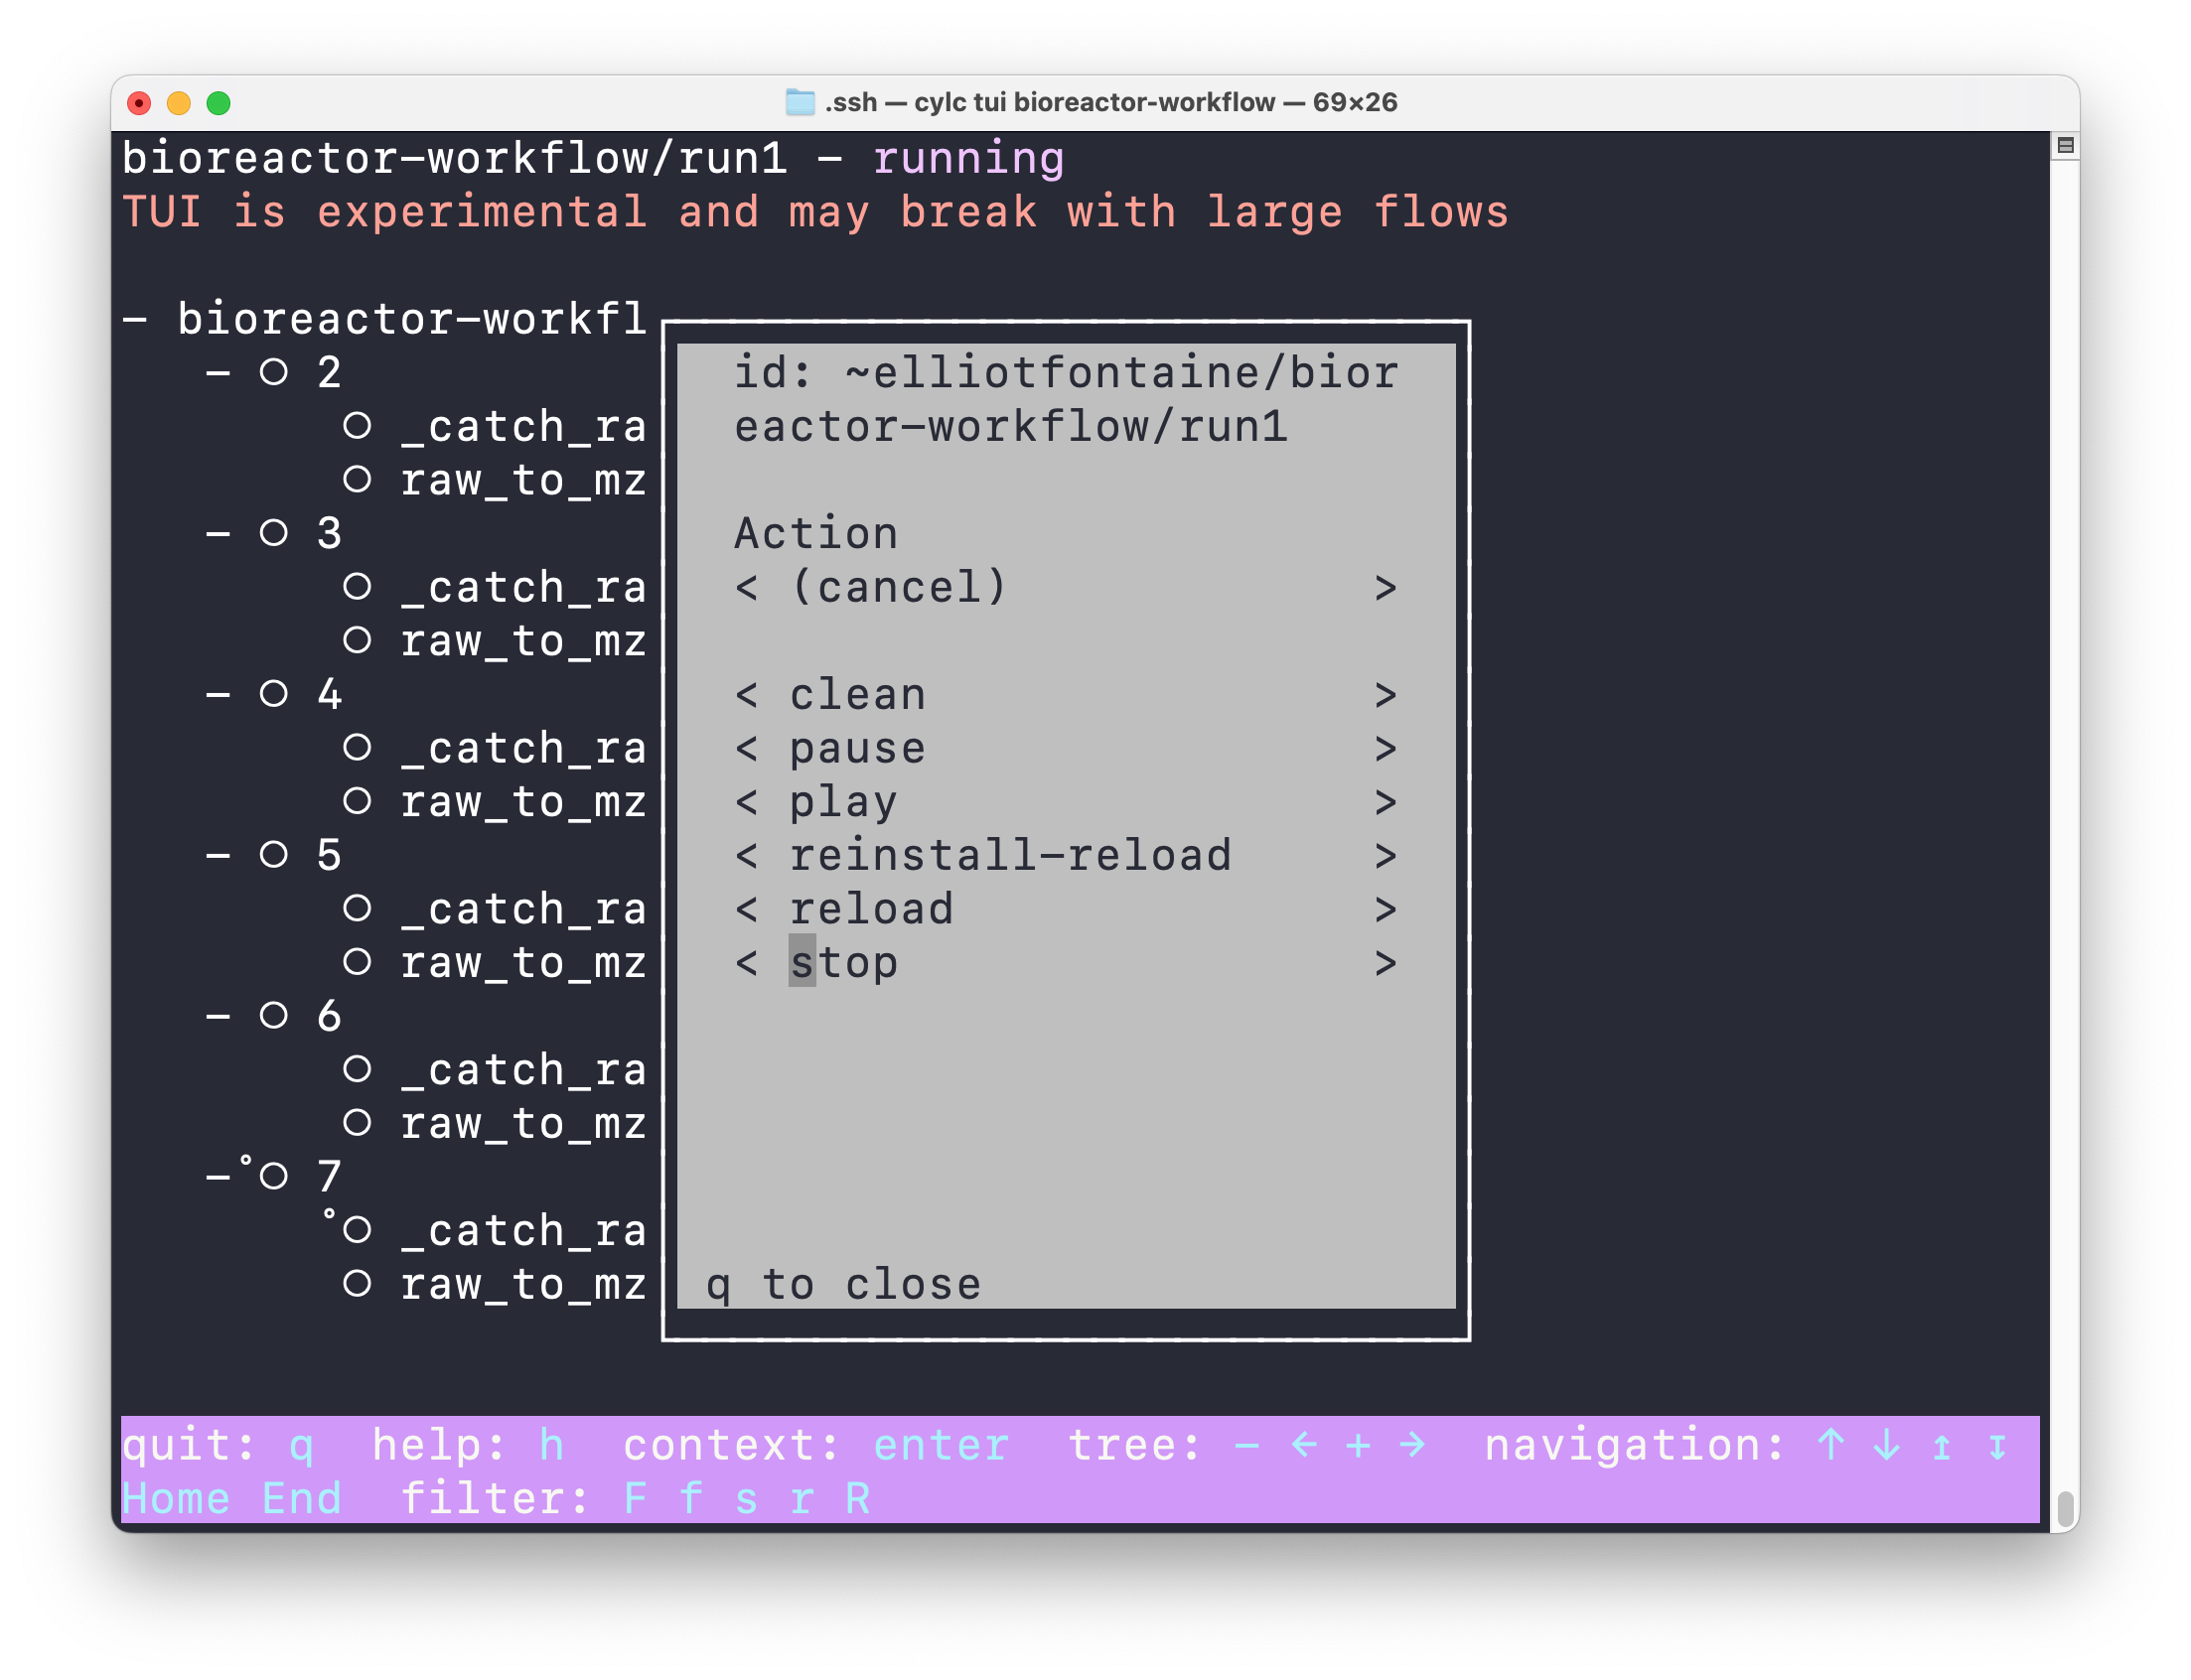 .ssh — cylc tui bioreactor-workflow — 69×26
bioreactor-workflow/run1 - running
TUI is experimental and may break with large flows
- bioreactor-workfl
- ○ 2
○ _catch_ra
○ raw_to_mz
- ○ 3
○ _catch_ra
○ raw_to_mz
- ○ 4
○ _catch_ra
○ raw_to_mz
- ○ 5
○ _catch_ra
○ raw_to_mz
- ○ 6
○ _catch_ra
○ raw_to_mz
-°○ 7
°○ _catch_ra
○ raw_to_mz
id: ~elliotfontaine/bior
eactor-workflow/run1
Action
< (cancel) >
< clean >
< pause >
< play >
< reinstall-reload >
< reload >
< stop >
q to close
quit: q help: h context: enter tree: - ← + → navigation: ↑ ↓ ↥ ↧
Home End filter: F f s r R